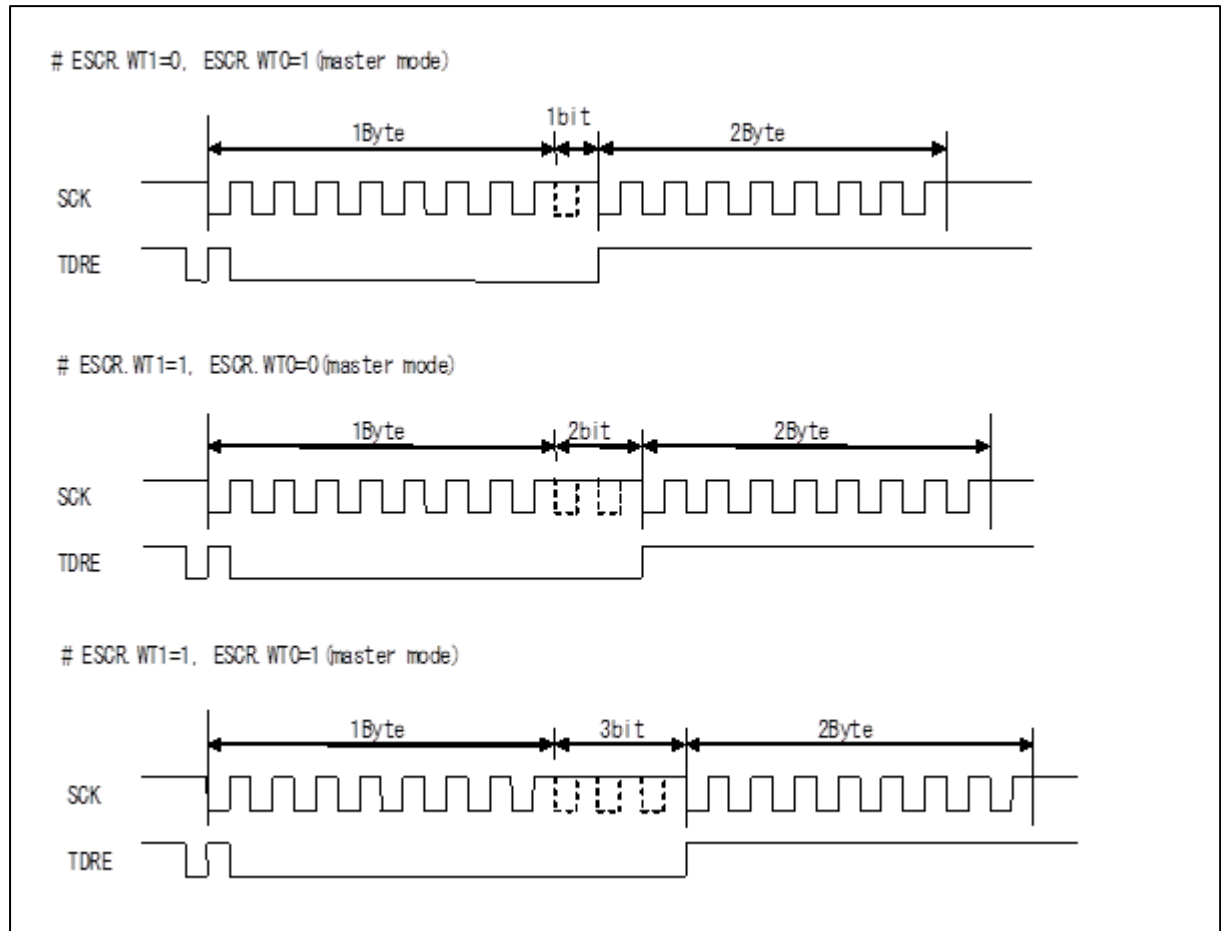 # ESCR.WT1=0, ESCR.WT0=1(master mode)
1Byte 1bit 2Byte
SCK
TDRE
# ESCR.WT1=1, ESCR.WT0=0(master mode)
1Byte 2bit 2Byte
SCK
TDRE
# ESCR.WT1=1, ESCR.WT0=1(master mode)
1Byte 3bit 2Byte
SCK
TDRE